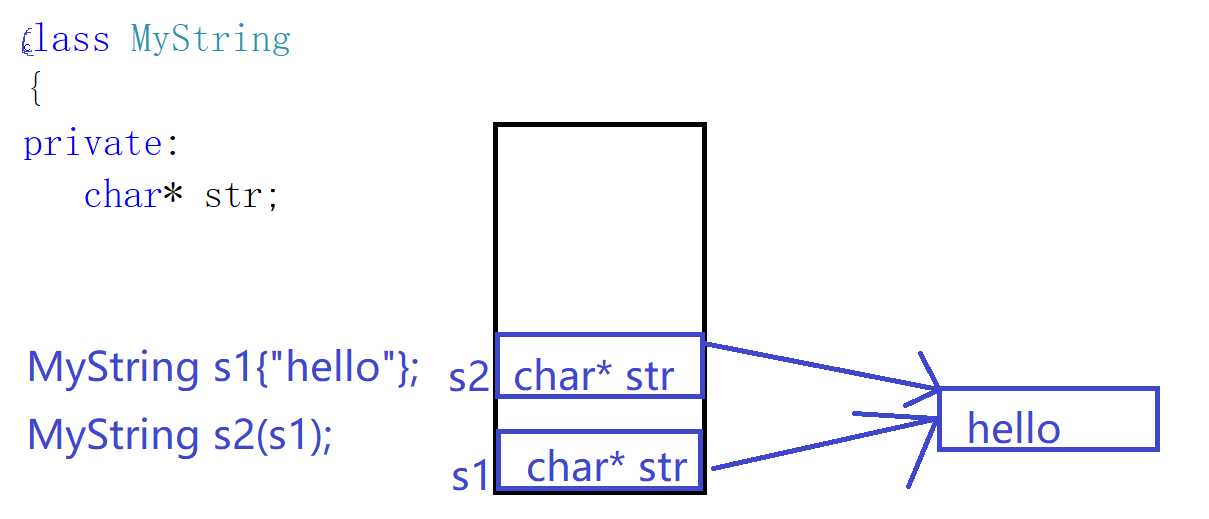 class MyString
{
private:
char* str;
MyString s1{"hello"};
MyString s2(s1);
s2
char* str
s1
char* str
hello